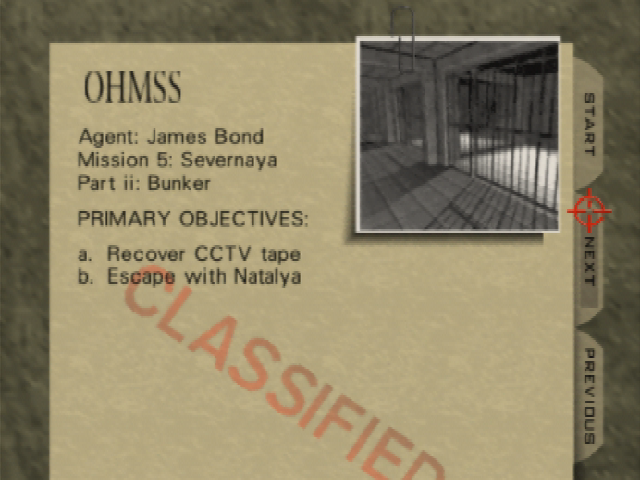 OHMSS
Agent: James Bond
Mission 5: Severnaya
Part ii: Bunker
PRIMARY OBJECTIVES:
a. Recover CCTV tape
b. Escape with Natalya
CLASSIFIED
START
NEXT
PREVIOUS